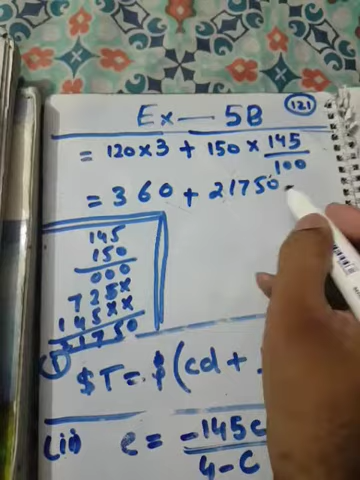 Ex — 5B
121
= 120×3 + 150 × 145/100
= 360 + 21750
145
150
000
725×
145××
21750
① $T = $(cd +
(ii) e = -145c/4-c